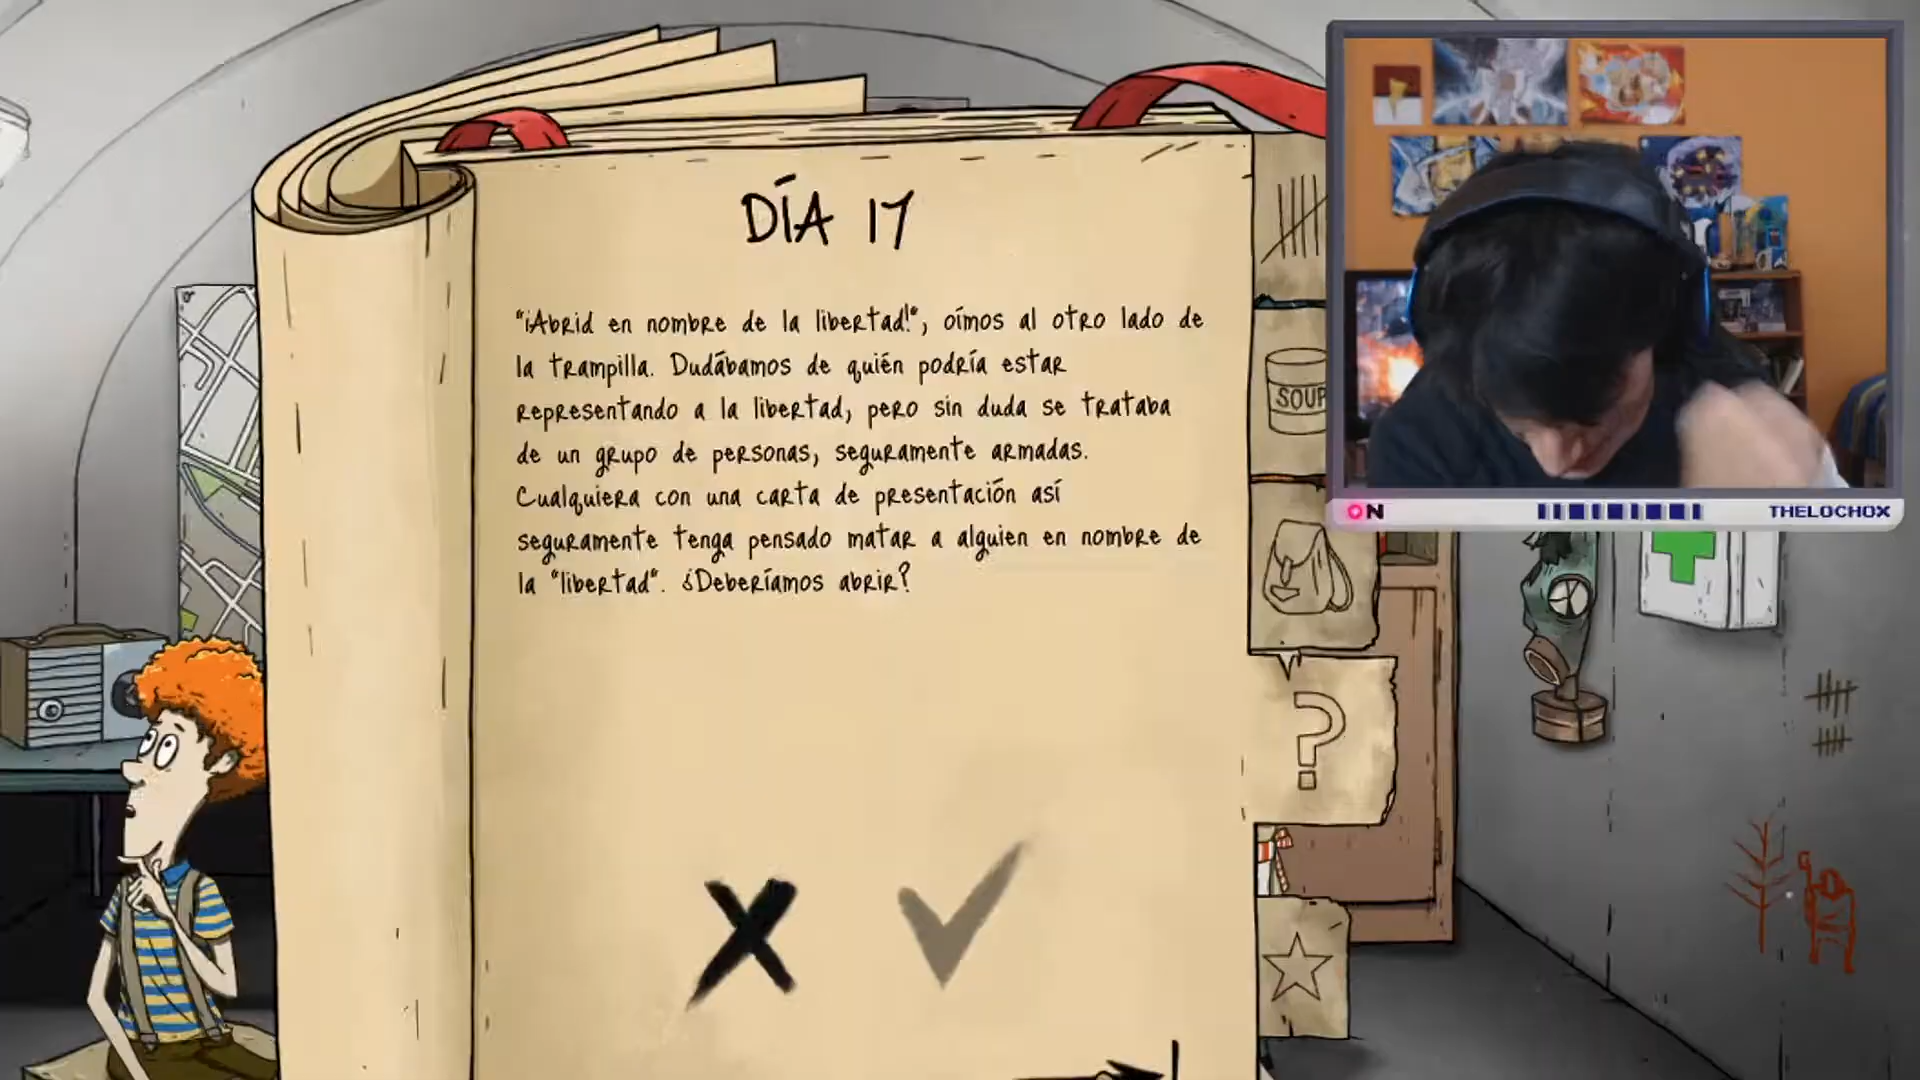 DÍA 17
"¡Abrid en nombre de la libertad!", oímos al otro lado de
la trampilla. Dudábamos de quién podría estar
representando a la libertad, pero sin duda se trataba
de un grupo de personas, seguramente armadas.
Cualquiera con una carta de presentación así
seguramente tenga pensado matar a alguien en nombre de
la "libertad". ¿Deberíamos abrir?
SOUP
?
ON
THELOCHOX